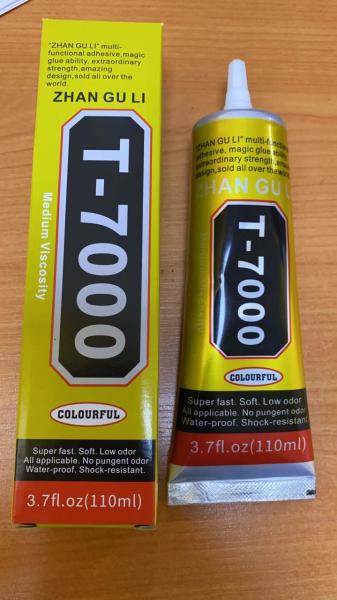 "ZHAN GU LI" multi-
functional adhesive,magic
glue ability, extraordinary
strength,amazing
design,sold all over the
world.
ZHAN GU LI
T-7000
Medium Viscosity
COLOURFUL
Super fast. Soft. Low odor
All applicable. No pungent odor
Water-proof. Shock-resistant.
3.7fl.oz(110ml)
"ZHAN GU LI" multi-functional
adhesive, magic glue ability,
extraordinary strength,amazing
design,sold all over the world.
ZHAN GU LI
T-7000
COLOURFUL
Super fast. Soft. Low odor
All applicable. No pungent odor
Water-proof. Shock-resistant.
3.7fl.oz(110ml)